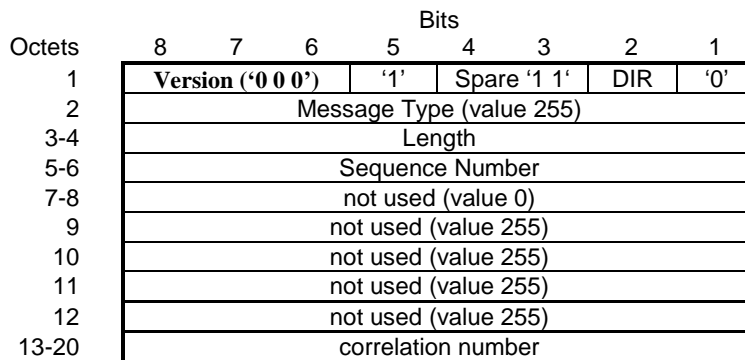 Bits
Octets 8 7 6 5 4 3 2 1
1 Version (‘0 0 0’) ‘1’ Spare ‘1 1‘ DIR ‘0’
2 Message Type (value 255)
3-4 Length
5-6 Sequence Number
7-8 not used (value 0)
9 not used (value 255)
10 not used (value 255)
11 not used (value 255)
12 not used (value 255)
13-20 correlation number